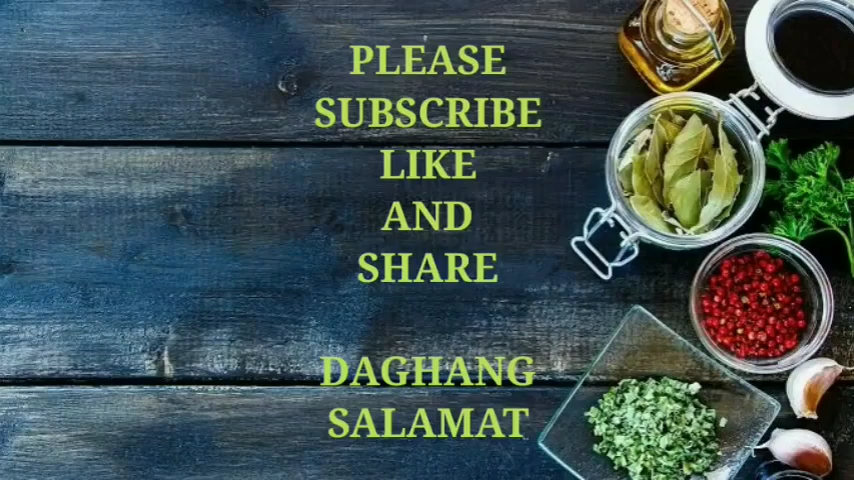 PLEASE
SUBSCRIBE
LIKE
AND
SHARE
DAGHANG
SALAMAT